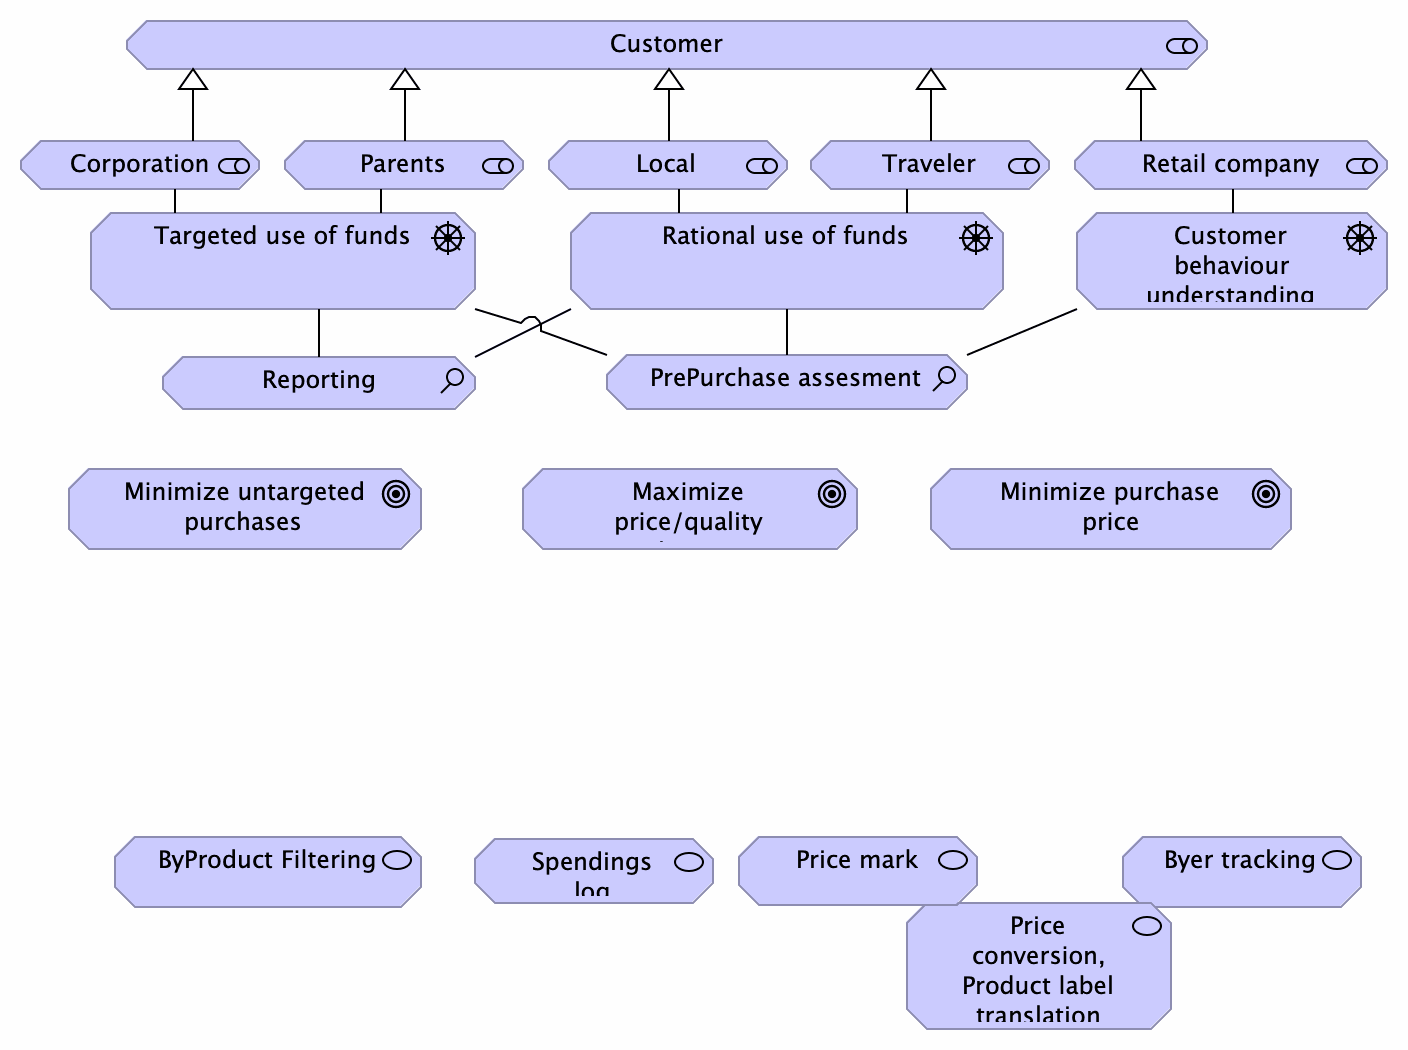 Customer
Corporation
Parents
Local
Traveler
Retail company
Targeted use of funds
Rational use of funds
Customer
behaviour
understanding
Reporting
PrePurchase assesment
Minimize untargeted
purchases
Maximize
price/quality
Minimize purchase
price
ByProduct Filtering
Spendings
log
Price mark
Byer tracking
Price
conversion,
Product label
translation